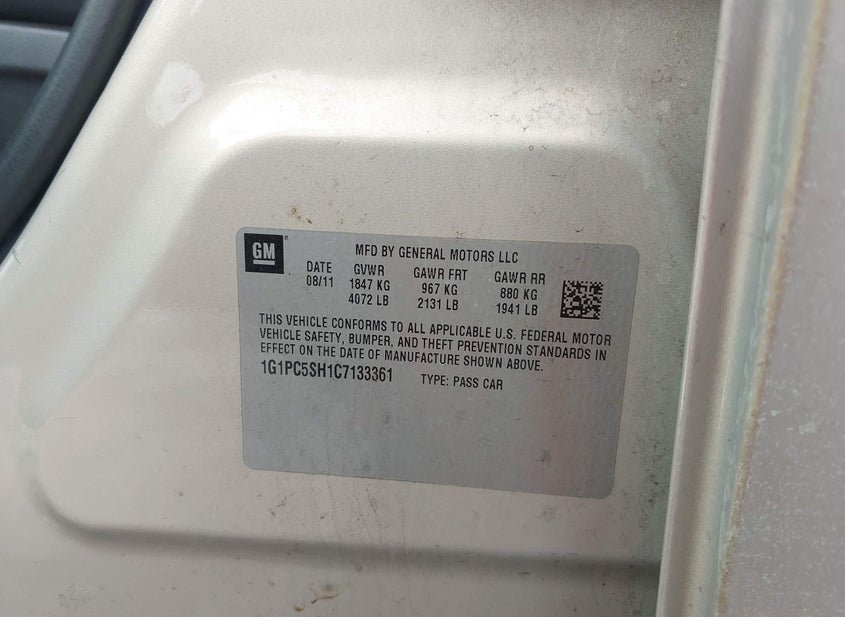 GM
MFD BY GENERAL MOTORS LLC
DATE GVWR GAWR FRT GAWR RR
08/11 1847 KG 967 KG 880 KG
4072 LB 2131 LB 1941 LB
THIS VEHICLE CONFORMS TO ALL APPLICABLE U.S. FEDERAL MOTOR
VEHICLE SAFETY, BUMPER, AND THEFT PREVENTION STANDARDS IN
EFFECT ON THE DATE OF MANUFACTURE SHOWN ABOVE.
1G1PC5SH1C7133361 TYPE: PASS CAR